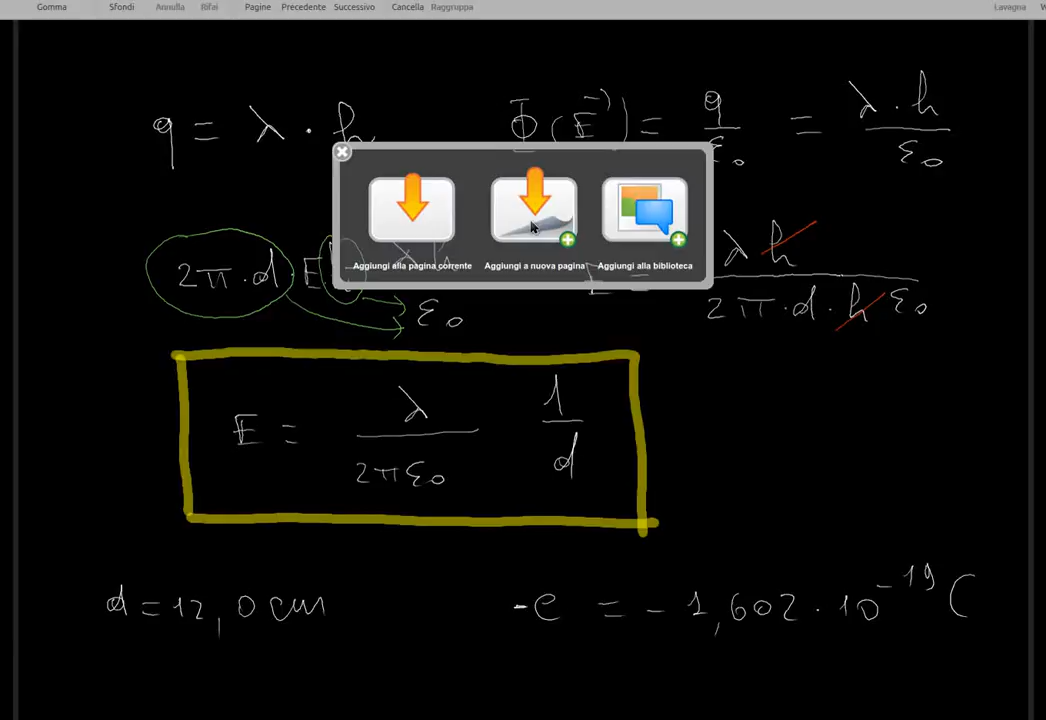 Gomma Sfondi Annulla Rifai Pagine Precedente Successivo Cancella Raggruppa Lavagna
q = λ · h Φ(E) = q/ε₀ = λ · h/ε₀
Aggiungi alla pagina corrente Aggiungi a nuova pagina Aggiungi alla biblioteca
2π · d E ε₀ λ h / 2π · d · h ε₀
E = λ/2πε₀ 1/d
d = 12,0 cm -e = -1,602 · 10⁻¹⁹ C